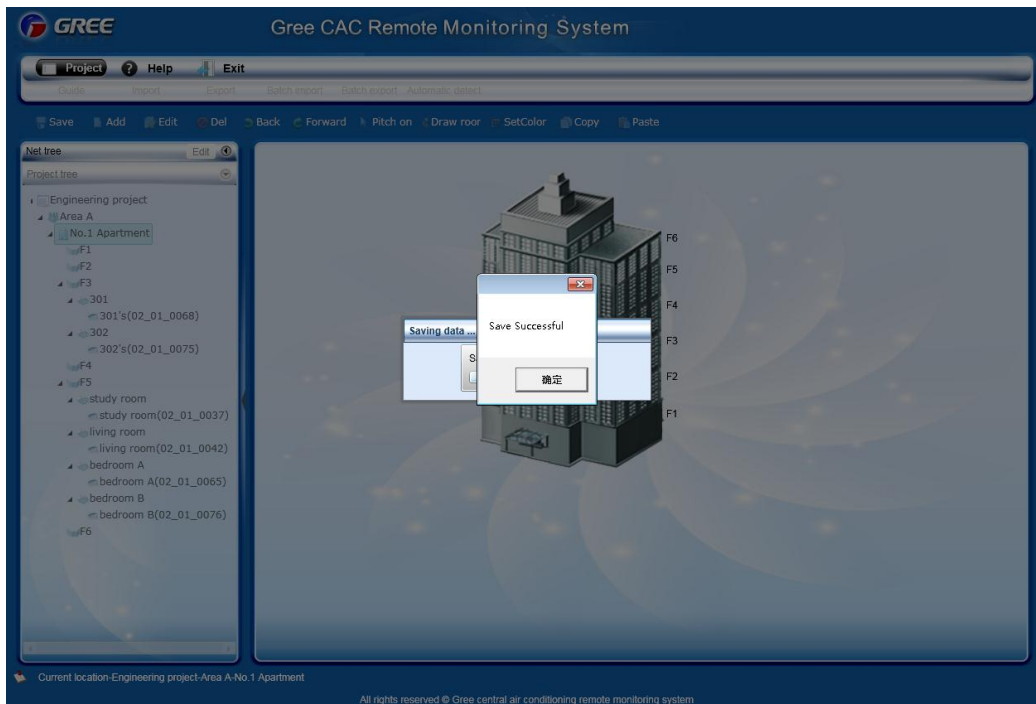 GREE
Gree CAC Remote Monitoring System
Project Help Exit
Guide Import Export Batch import Batch export Automatic detect
Save Add Edit Del Back Forward Pitch on Draw roor SetColor Copy Paste
Net tree Edit
Project tree
Engineering project
Area A
No.1 Apartment
F1
F2
F3
301
301's(02_01_0068)
302
302's(02_01_0075)
F4
F5
study room
study room(02_01_0037)
living room
living room(02_01_0042)
bedroom A
bedroom A(02_01_0065)
bedroom B
bedroom B(02_01_0076)
F6
F6
F5
F4
F3
F2
F1
Saving data ...
Save Successful
确定
Current location-Engineering project-Area A-No.1 Apartment
All rights reserved © Gree central air conditioning remote monitoring system